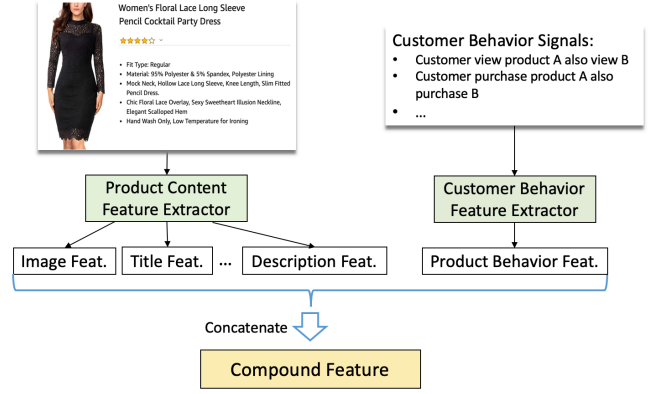 Women's Floral Lace Long Sleeve
Pencil Cocktail Party Dress
• Fit Type: Regular
• Material: 95% Polyester & 5% Spandex, Polyester Lining
• Mock Neck, Hollow Lace Long Sleeve, Knee Length, Slim Fitted
Pencil Dress.
• Chic Floral Lace Overlay, Sexy Sweetheart Illusion Neckline,
Elegant Scalloped Hem
• Hand Wash Only, Low Temperature for Ironing
Customer Behavior Signals:
• Customer view product A also view B
• Customer purchase product A also
purchase B
• ...
Product Content
Feature Extractor
Customer Behavior
Feature Extractor
Image Feat.
Title Feat.
...
Description Feat.
Product Behavior Feat.
Concatenate
Compound Feature